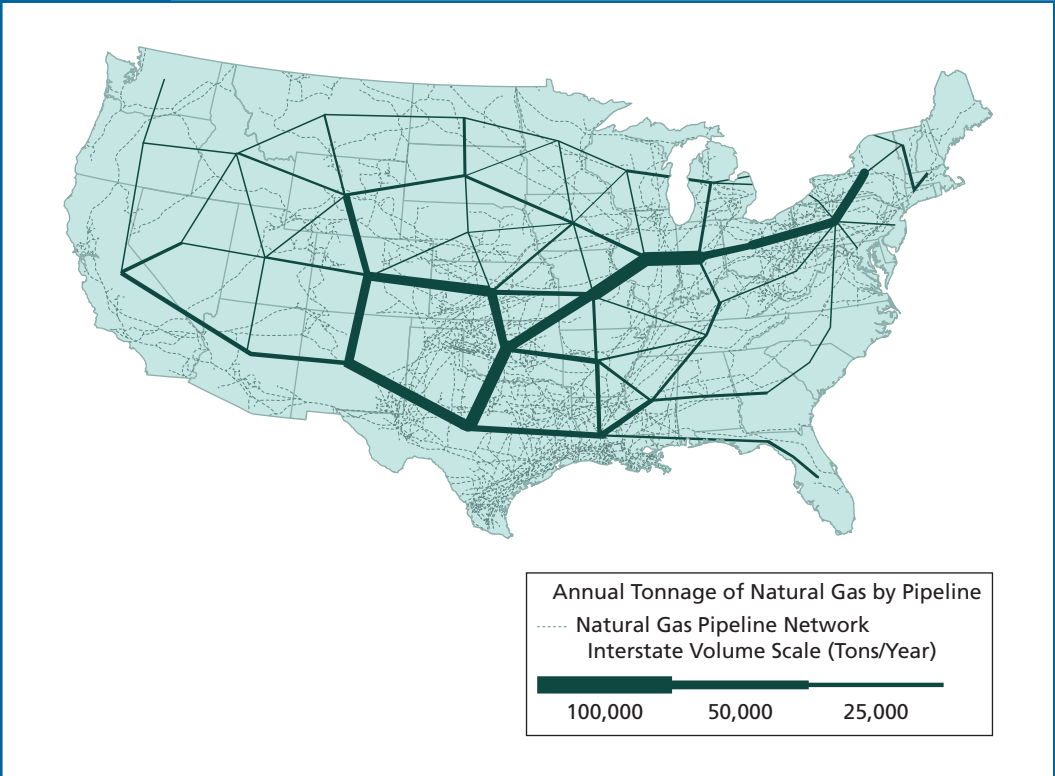 Annual Tonnage of Natural Gas by Pipeline
Natural Gas Pipeline Network
Interstate Volume Scale (Tons/Year)
100,000 50,000 25,000